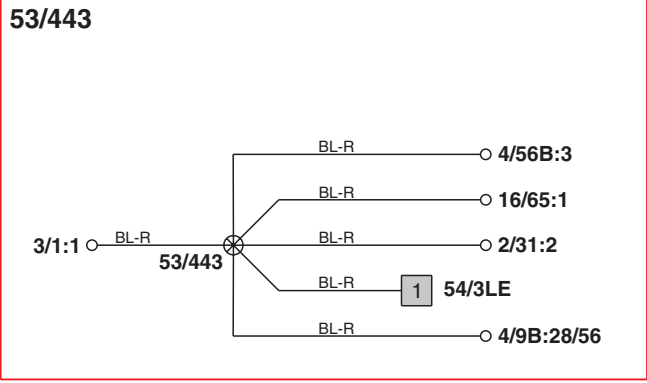 53/443
BL-R 4/56B:3
BL-R 16/65:1
3/1:1 BL-R 53/443 BL-R 2/31:2
BL-R 1 54/3LE
BL-R 4/9B:28/56